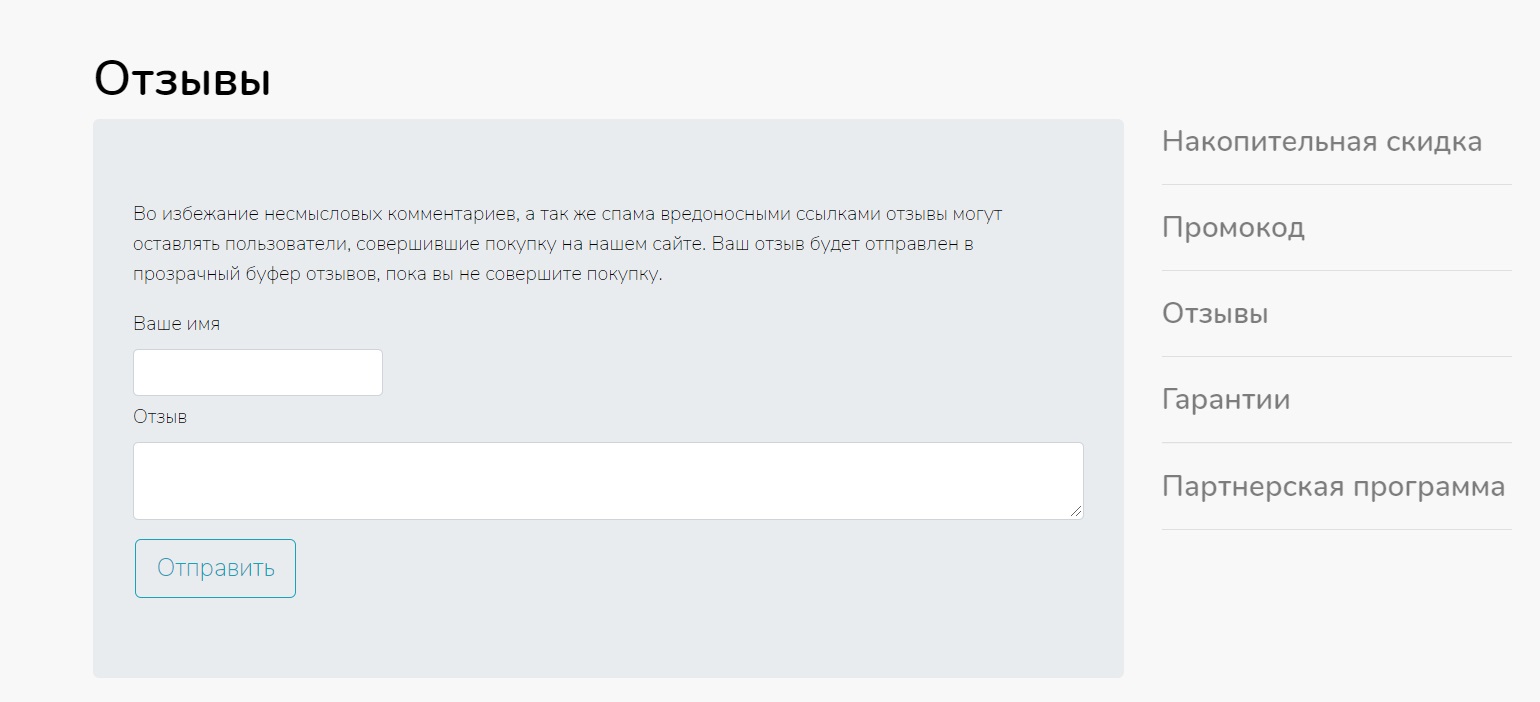 Отзывы
Во избежание несмысловых комментариев, а так же спама вредоносными ссылками отзывы могут
оставлять пользователи, совершившие покупку на нашем сайте. Ваш отзыв будет отправлен в
прозрачный буфер отзывов, пока вы не совершите покупку.
Ваше имя
Отзыв
Отправить
Накопительная скидка
Промокод
Отзывы
Гарантии
Партнерская программа